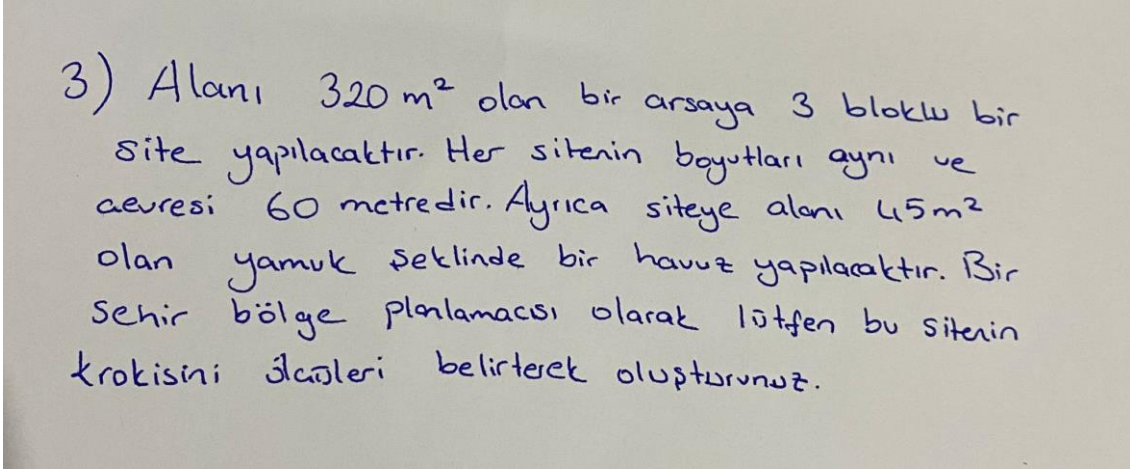 3) Alanı 320 m² olan bir arsaya 3 bloklu bir
site yapılacaktır. Her sitenin boyutları aynı ve
çevresi 60 metredir. Ayrıca siteye alanı 45 m²
olan yamuk şeklinde bir havuz yapılacaktır. Bir
şehir bölge planlamacısı olarak lütfen bu sitenin
krokisini ölçüleri belirterek oluşturunuz.